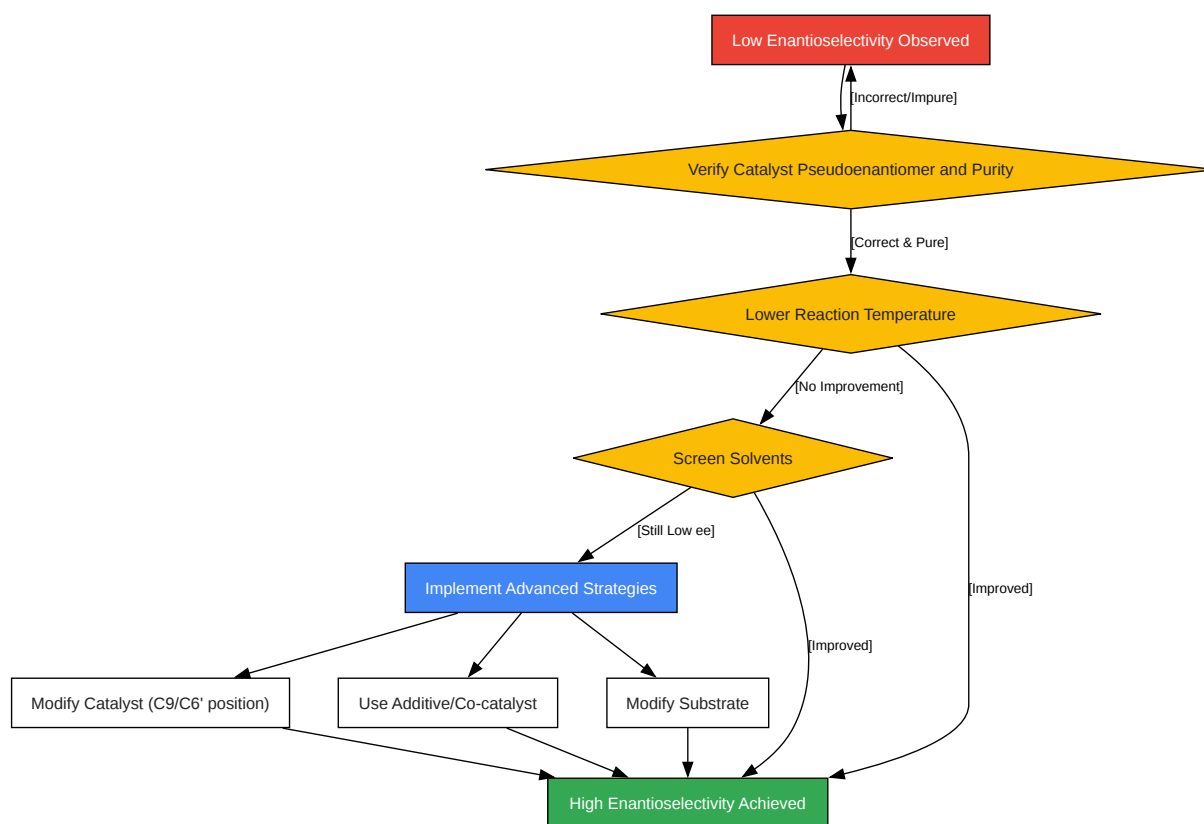 Low Enantioselectivity Observed
[Incorrect/Impure]
Verify Catalyst Pseudoenantiomer and Purity
[Correct & Pure]
Lower Reaction Temperature
[No Improvement]
Screen Solvents
[Still Low ee]
Implement Advanced Strategies
[Improved]
[Improved]
Modify Catalyst (C9/C6' position)
Use Additive/Co-catalyst
Modify Substrate
High Enantioselectivity Achieved